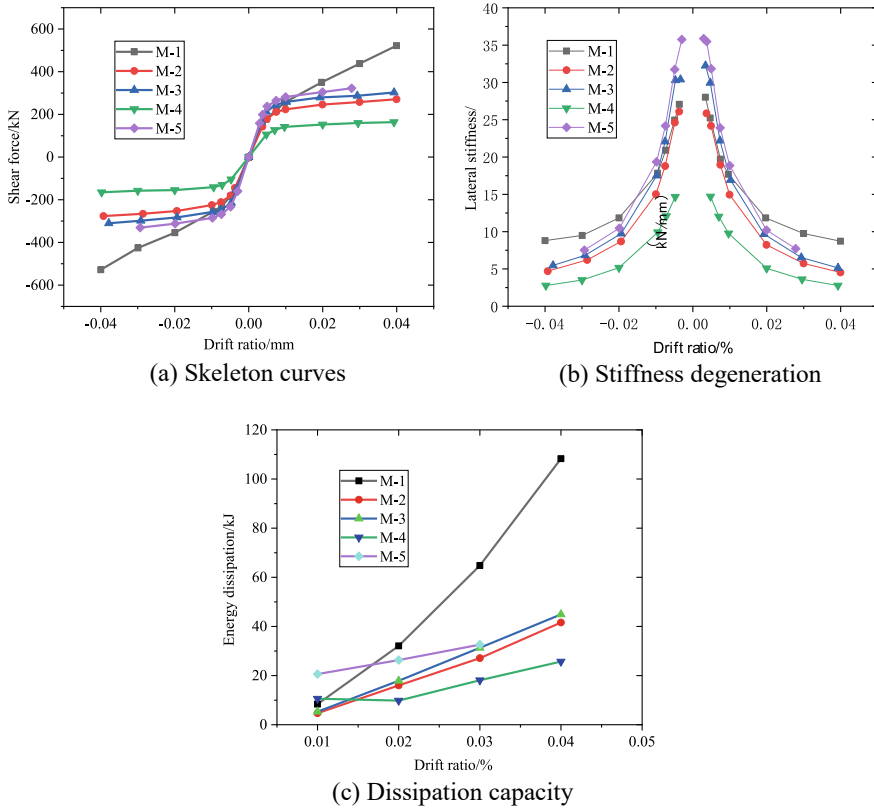 600
400
200
0
-200
-400
-600
Shear force/kN
M-1
M-2
M-3
M-4
M-5
-0.04 -0.02 0.00 0.02 0.04
Drift ratio/mm
(a) Skeleton curves
40
35
30
25
20
15
10
5
0
Lateral stiffness/
(kN/mm)
M-1
M-2
M-3
M-4
M-5
-0.04 -0.02 0.00 0.02 0.04
Drift ratio/%
(b) Stiffness degeneration
120
100
80
60
40
20
0
Energy dissipation/kJ
M-1
M-2
M-3
M-4
M-5
0.01 0.02 0.03 0.04 0.05
Drift ratio/%
(c) Dissipation capacity